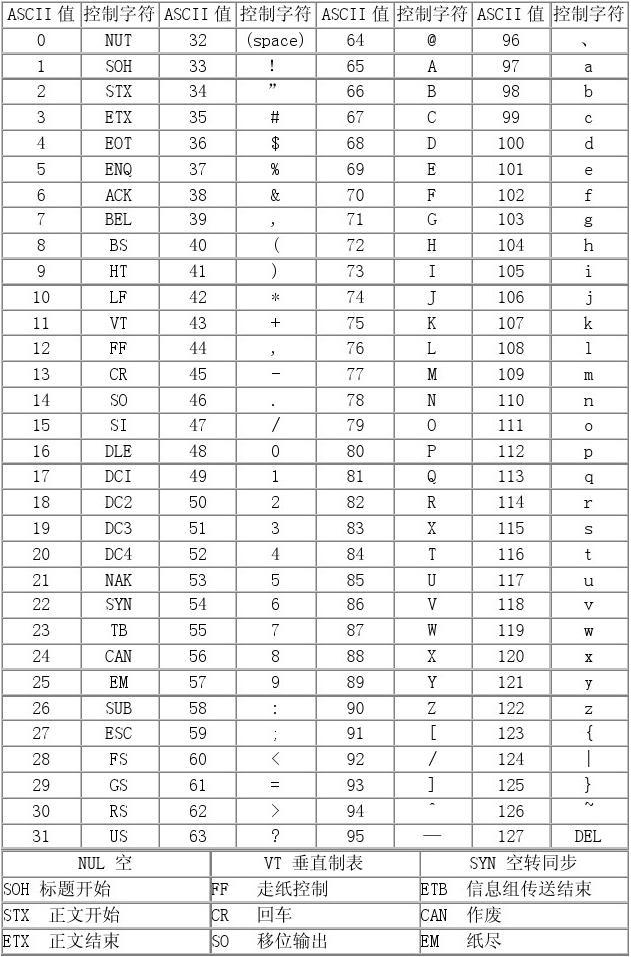 ASCII 值 控制字符 ASCII 值 控制字符 ASCII 值 控制字符 ASCII 值 控制字符
0 NUT 32 (space) 64 @ 96 、
1 SOH 33 ! 65 A 97 a
2 STX 34 ” 66 B 98 b
3 ETX 35 # 67 C 99 c
4 EOT 36 $ 68 D 100 d
5 ENQ 37 % 69 E 101 e
6 ACK 38 & 70 F 102 f
7 BEL 39 , 71 G 103 g
8 BS 40 ( 72 H 104 h
9 HT 41 ) 73 I 105 i
10 LF 42 * 74 J 106 j
11 VT 43 + 75 K 107 k
12 FF 44 , 76 L 108 l
13 CR 45 - 77 M 109 m
14 SO 46 . 78 N 110 n
15 SI 47 / 79 O 111 o
16 DLE 48 0 80 P 112 p
17 DCI 49 1 81 Q 113 q
18 DC2 50 2 82 R 114 r
19 DC3 51 3 83 X 115 s
20 DC4 52 4 84 T 116 t
21 NAK 53 5 85 U 117 u
22 SYN 54 6 86 V 118 v
23 TB 55 7 87 W 119 w
24 CAN 56 8 88 X 120 x
25 EM 57 9 89 Y 121 y
26 SUB 58 : 90 Z 122 z
27 ESC 59 ; 91 [ 123 {
28 FS 60 < 92 / 124 |
29 GS 61 = 93 ] 125 }
30 RS 62 > 94 ^ 126 ~
31 US 63 ? 95 — 127 DEL
NUL 空 VT 垂直制表 SYN 空转同步
SOH 标题开始 FF 走纸控制 ETB 信息组传送结束
STX 正文开始 CR 回车 CAN 作废
ETX 正文结束 SO 移位输出 EM 纸尽